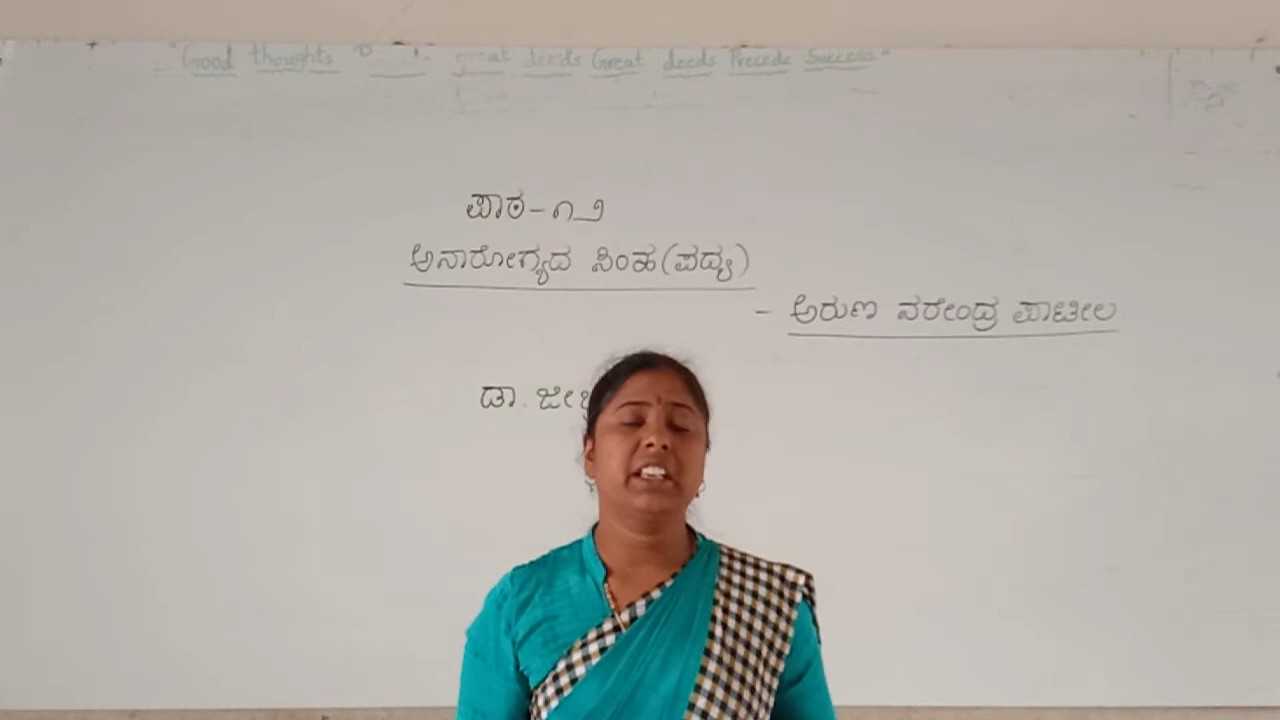 "Good thoughts great deeds Great deeds Precede Success"
ಪಾಠ-೧೨
ಅನಾರೋಗ್ಯದ ಸಿಂಹ(ಪದ್ಯ)
- ಅರುಣ ನರೇಂದ್ರ ಪಾಟೀಲ
ಡಾ.